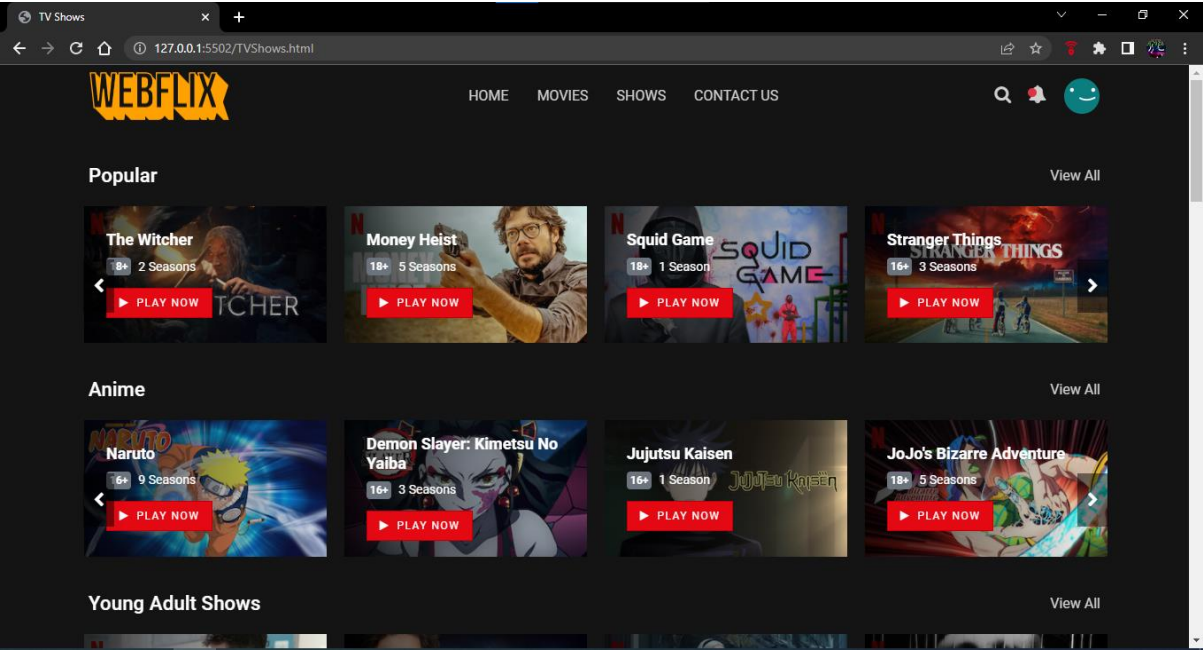 TV Shows
127.0.0.1:5502/TVShows.html
WEBFLIX
HOME MOVIES SHOWS CONTACT US
Popular View All
The Witcher
8+ 2 Seasons
PLAY NOW
TCHER
Money Heist
18+ 5 Seasons
PLAY NOW
Squid Game
18+ 1 Season
PLAY NOW
SQUID
GAME
Stranger Things
STRANGER THINGS
16+ 3 Seasons
PLAY NOW
Anime View All
NARUTO
Naruto
16+ 9 Seasons
PLAY NOW
Demon Slayer: Kimetsu No
Yaiba
16+ 3 Seasons
PLAY NOW
Jujutsu Kaisen
16+ 1 Season
PLAY NOW
JuJuTsu Kaisen
JoJo's Bizarre Adventure
18+ 5 Seasons
PLAY NOW
Young Adult Shows View All